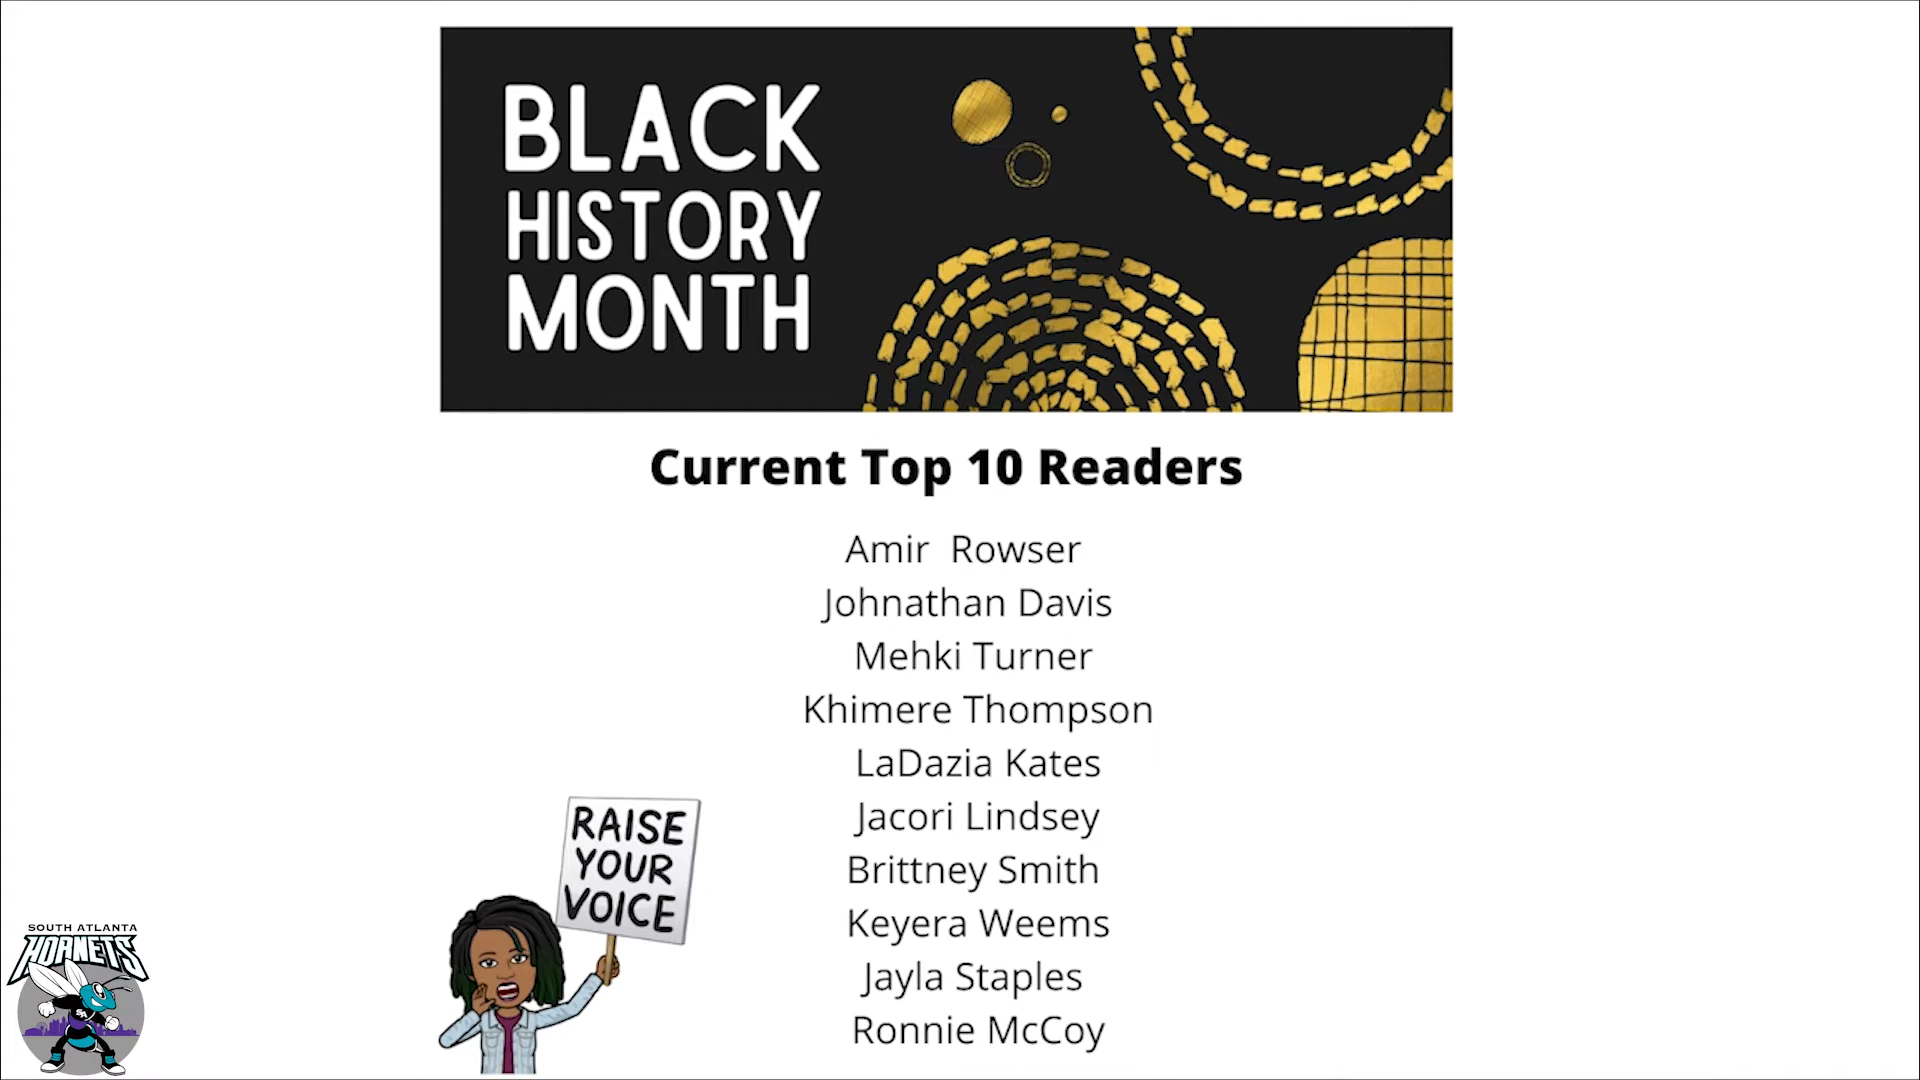 BLACK
HISTORY
MONTH
Current Top 10 Readers
Amir  Rowser
Johnathan Davis
Mehki Turner
Khimere Thompson
LaDazia Kates
Jacori Lindsey
Brittney Smith
Keyera Weems
Jayla Staples
Ronnie McCoy
RAISE
YOUR
VOICE
SOUTH ATLANTA
HORNETS
SA